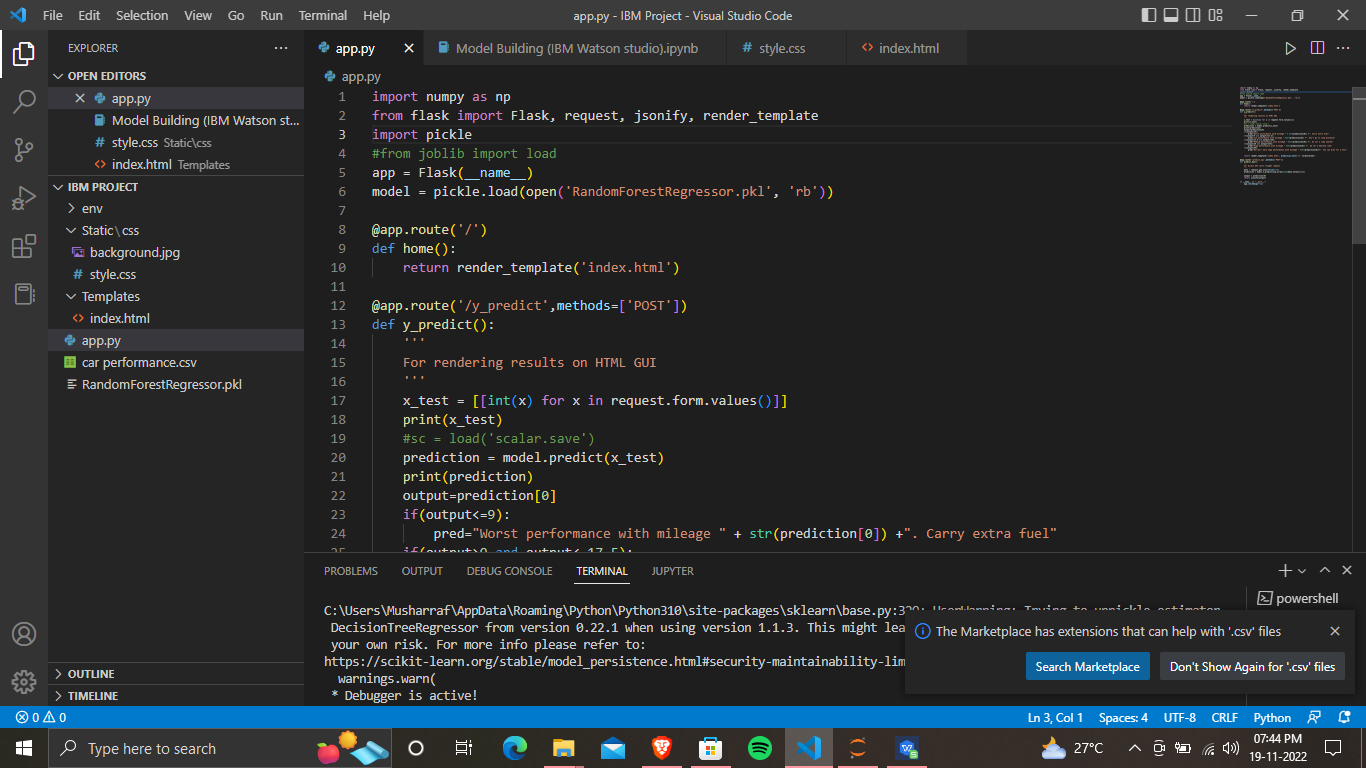 File Edit Selection View Go Run Terminal Help
app.py - IBM Project - Visual Studio Code
EXPLORER
OPEN EDITORS
app.py
Model Building (IBM Watson st...
style.css Static\css
index.html Templates
IBM PROJECT
env
Static\css
background.jpg
style.css
Templates
index.html
app.py
car performance.csv
RandomForestRegressor.pkl
OUTLINE
TIMELINE
app.py Model Building (IBM Watson studio).ipynb style.css index.html
app.py
1 import numpy as np
2 from flask import Flask, request, jsonify, render_template
3 import pickle
4 #from joblib import load
5 app = Flask(__name__)
6 model = pickle.load(open('RandomForestRegressor.pkl', 'rb'))
7
8 @app.route('/')
9 def home():
10 return render_template('index.html')
11
12 @app.route('/y_predict',methods=['POST'])
13 def y_predict():
14 '''
15 For rendering results on HTML GUI
16 '''
17 x_test = [[int(x) for x in request.form.values()]]
18 print(x_test)
19 #sc = load('scalar.save')
20 prediction = model.predict(x_test)
21 print(prediction)
22 output=prediction[0]
23 if(output<=9):
24 pred="Worst performance with mileage " + str(prediction[0]) +". Carry extra fuel"
PROBLEMS OUTPUT DEBUG CONSOLE TERMINAL JUPYTER
powershell
C:\Users\Musharraf\AppData\Roaming\Python\Python310\site-packages\sklearn\base.py:329: UserWarning: Trying to unpickle estimator
DecisionTreeRegressor from version 0.22.1 when using version 1.1.3. This might lea
your own risk. For more info please refer to:
https://scikit-learn.org/stable/model_persistence.html#security-maintainability-lim
warnings.warn(
* Debugger is active!
The Marketplace has extensions that can help with '.csv' files
Search Marketplace Don't Show Again for '.csv' files
0 0 Ln 3, Col 1 Spaces: 4 UTF-8 CRLF Python
Type here to search
27°C
07:44 PM
19-11-2022